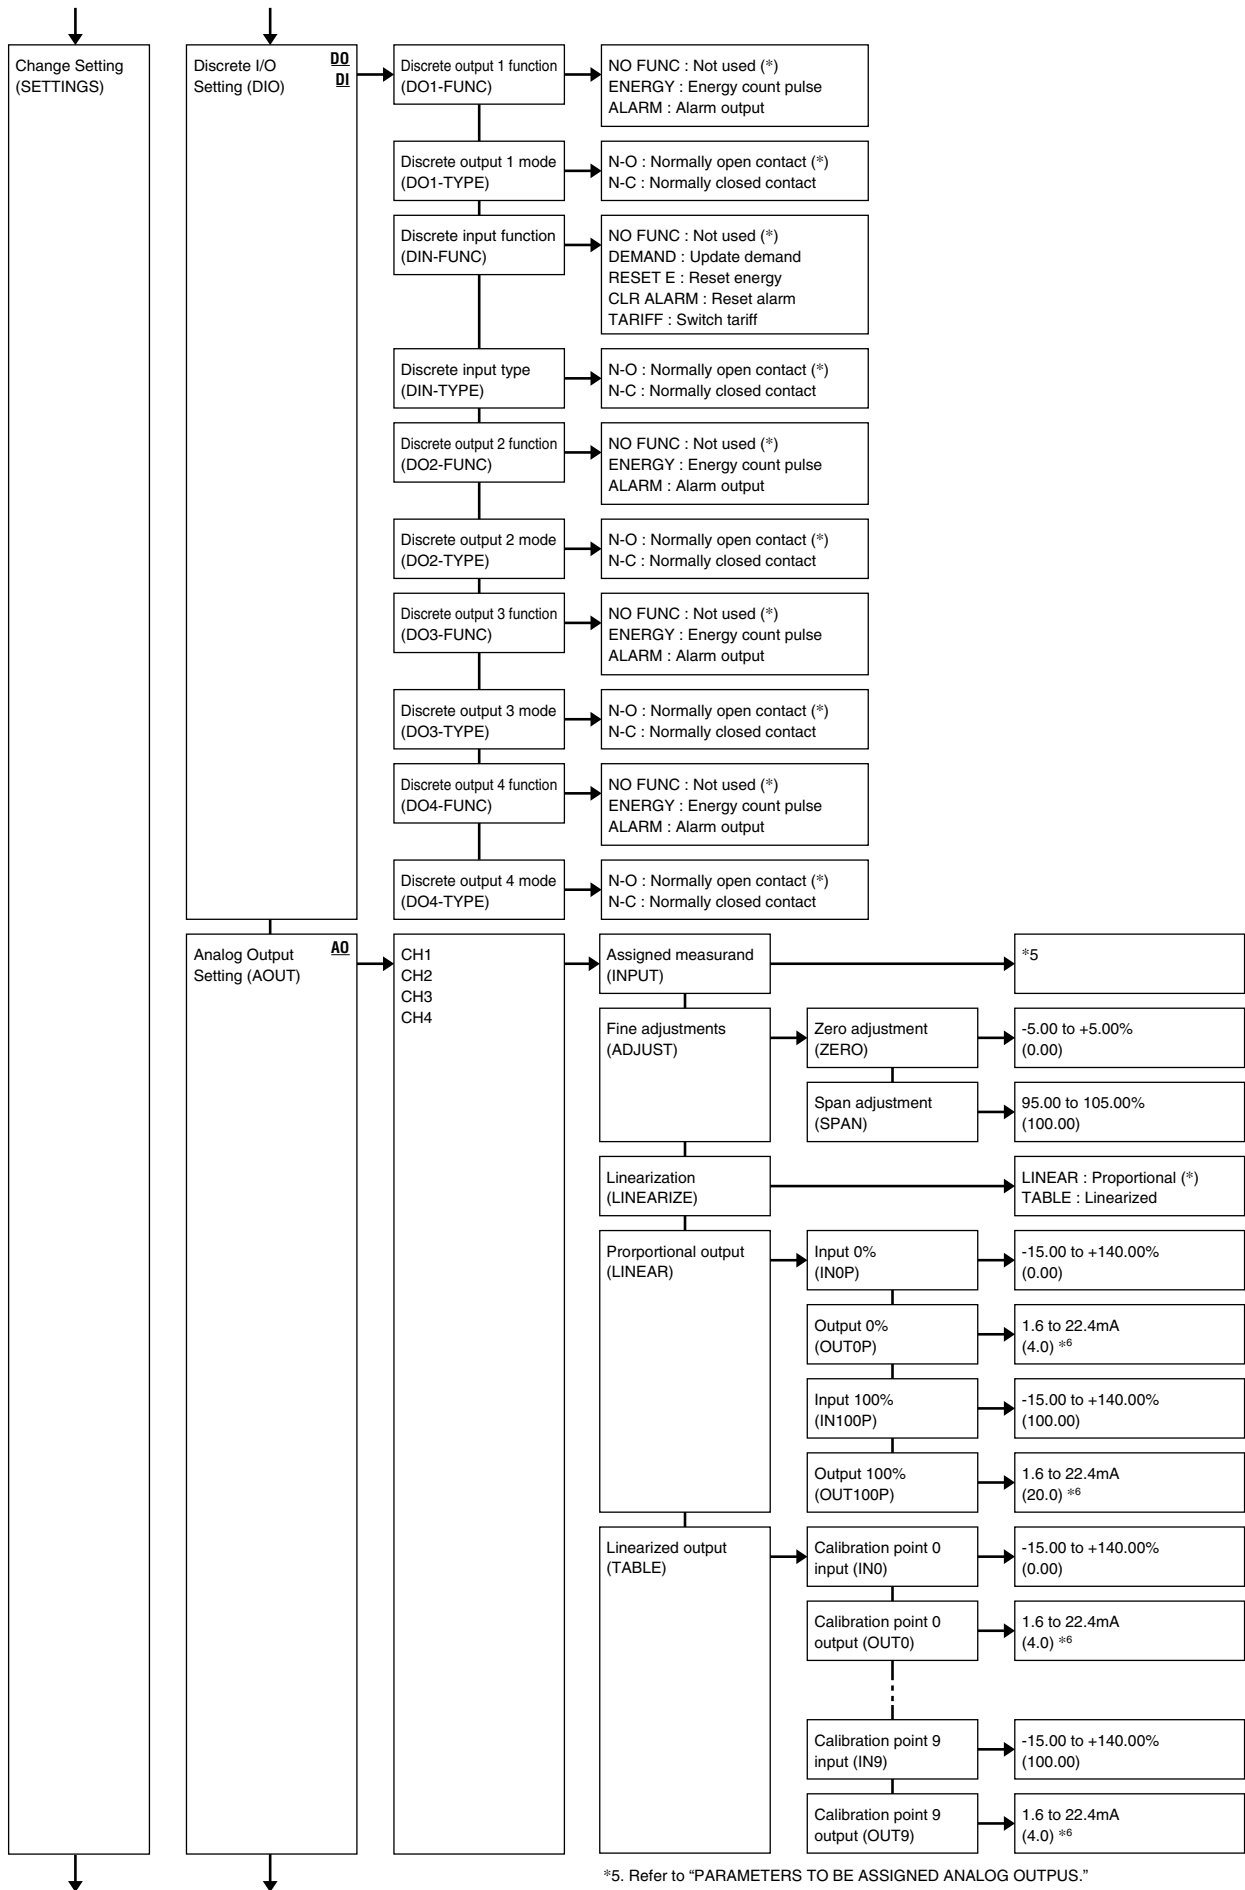 Change Setting
(SETTINGS)
Discrete I/O
Setting (DIO)
DO
DI
Discrete output 1 function
(DO1-FUNC)
NO FUNC : Not used (*)
ENERGY : Energy count pulse
ALARM : Alarm output
Discrete output 1 mode
(DO1-TYPE)
N-O : Normally open contact (*)
N-C : Normally closed contact
Discrete input function
(DIN-FUNC)
NO FUNC : Not used (*)
DEMAND : Update demand
RESET E : Reset energy
CLR ALARM : Reset alarm
TARIFF : Switch tariff
Discrete input type
(DIN-TYPE)
N-O : Normally open contact (*)
N-C : Normally closed contact
Discrete output 2 function
(DO2-FUNC)
NO FUNC : Not used (*)
ENERGY : Energy count pulse
ALARM : Alarm output
Discrete output 2 mode
(DO2-TYPE)
N-O : Normally open contact (*)
N-C : Normally closed contact
Discrete output 3 function
(DO3-FUNC)
NO FUNC : Not used (*)
ENERGY : Energy count pulse
ALARM : Alarm output
Discrete output 3 mode
(DO3-TYPE)
N-O : Normally open contact (*)
N-C : Normally closed contact
Discrete output 4 function
(DO4-FUNC)
NO FUNC : Not used (*)
ENERGY : Energy count pulse
ALARM : Alarm output
Discrete output 4 mode
(DO4-TYPE)
N-O : Normally open contact (*)
N-C : Normally closed contact
Analog Output
Setting (AOUT)
AO
CH1
CH2
CH3
CH4
Assigned measurand
(INPUT)
*5
Fine adjustments
(ADJUST)
Zero adjustment
(ZERO)
-5.00 to +5.00%
(0.00)
Span adjustment
(SPAN)
95.00 to 105.00%
(100.00)
Linearization
(LINEARIZE)
LINEAR : Proportional (*)
TABLE : Linearized
Prorportional output
(LINEAR)
Input 0%
(IN0P)
-15.00 to +140.00%
(0.00)
Output 0%
(OUT0P)
1.6 to 22.4mA
(4.0) *6
Input 100%
(IN100P)
-15.00 to +140.00%
(100.00)
Output 100%
(OUT100P)
1.6 to 22.4mA
(20.0) *6
Linearized output
(TABLE)
Calibration point 0
input (IN0)
-15.00 to +140.00%
(0.00)
Calibration point 0
output (OUT0)
1.6 to 22.4mA
(4.0) *6
Calibration point 9
input (IN9)
-15.00 to +140.00%
(100.00)
Calibration point 9
output (OUT9)
1.6 to 22.4mA
(4.0) *6
*5. Refer to “PARAMETERS TO BE ASSIGNED ANALOG OUTPUS.”